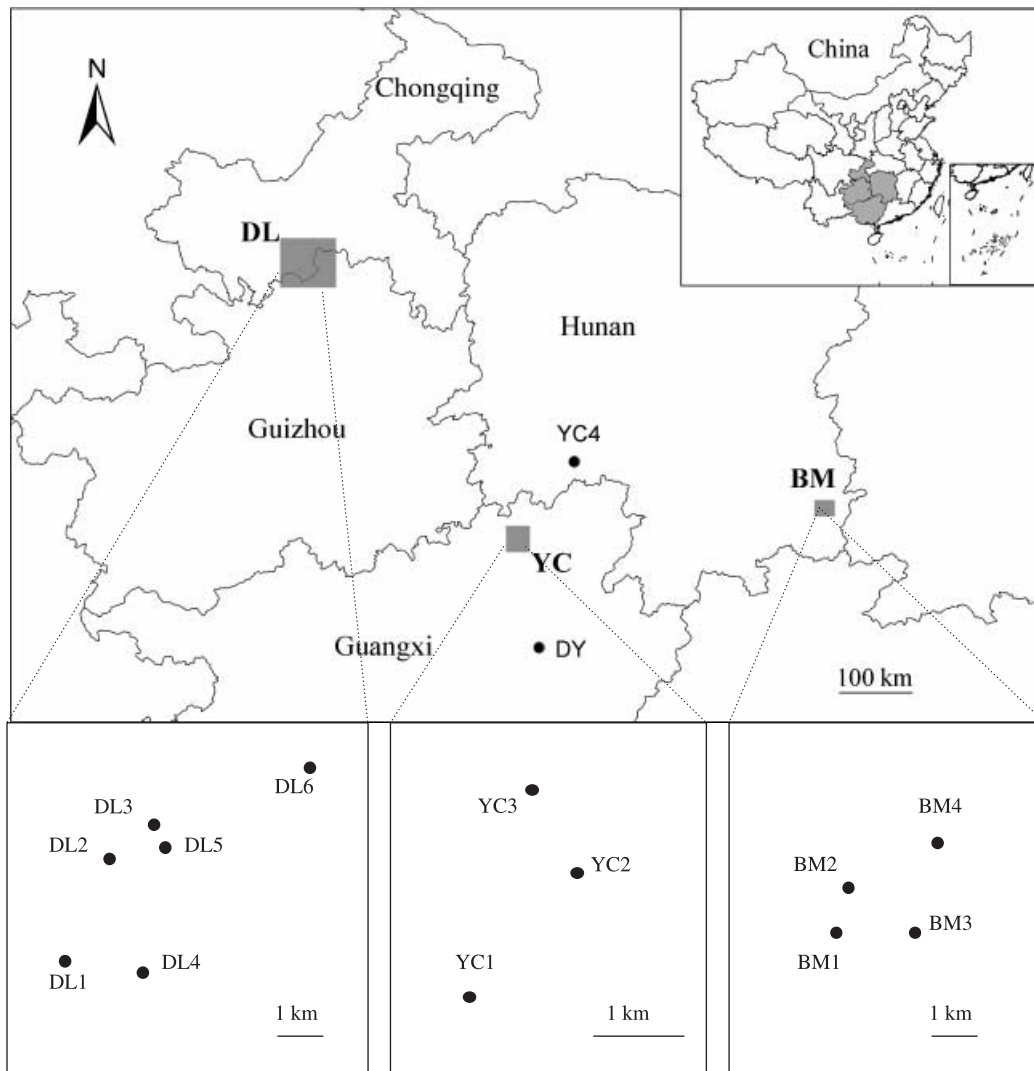 N
Chongqing
China
DL
Hunan
Guizhou
YC4
BM
YC
Guangxi
DY
100 km
DL6
DL3
DL2
DL5
DL1
DL4
1 km
YC3
YC2
YC1
1 km
BM4
BM2
BM3
BM1
1 km